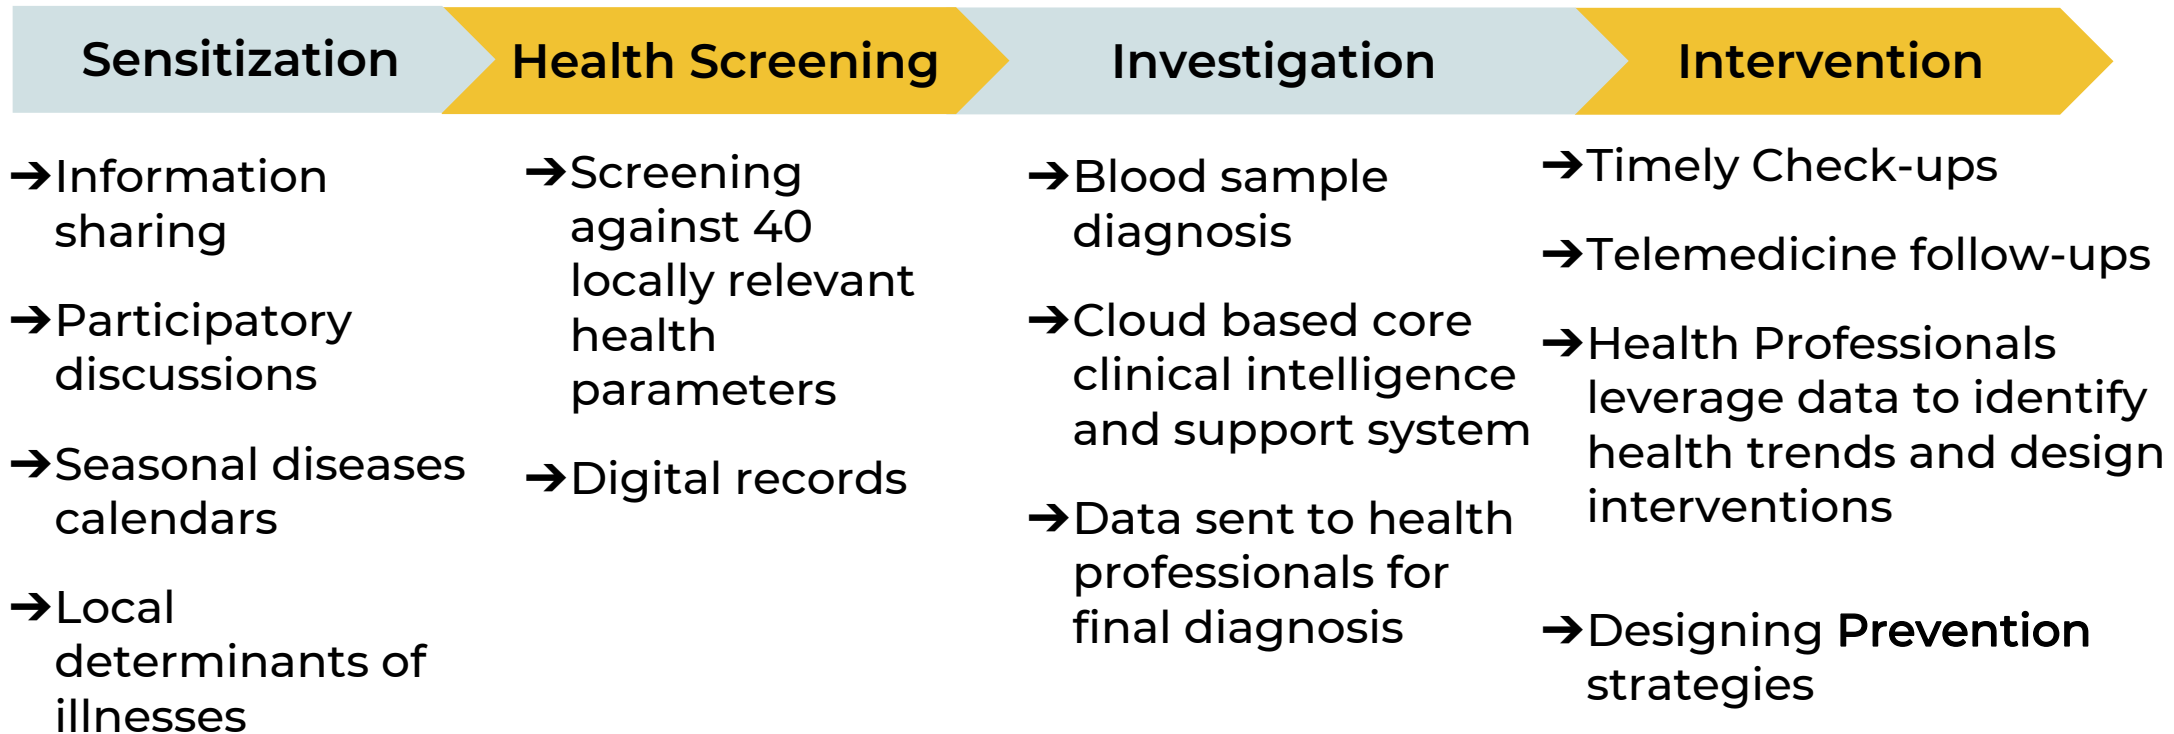 Sensitization
Health Screening
Investigation
Intervention
➔Information
sharing
➔Participatory
discussions
➔Seasonal diseases
calendars
➔Local
determinants of
illnesses
➔Screening
against 40
locally relevant
health
parameters
➔Digital records
➔Blood sample
diagnosis
➔Cloud based core
clinical intelligence
and support system
➔Data sent to health
professionals for
final diagnosis
➔Timely Check-ups
➔Telemedicine follow-ups
➔Health Professionals
leverage data to identify
health trends and design
interventions
➔Designing Prevention
strategies